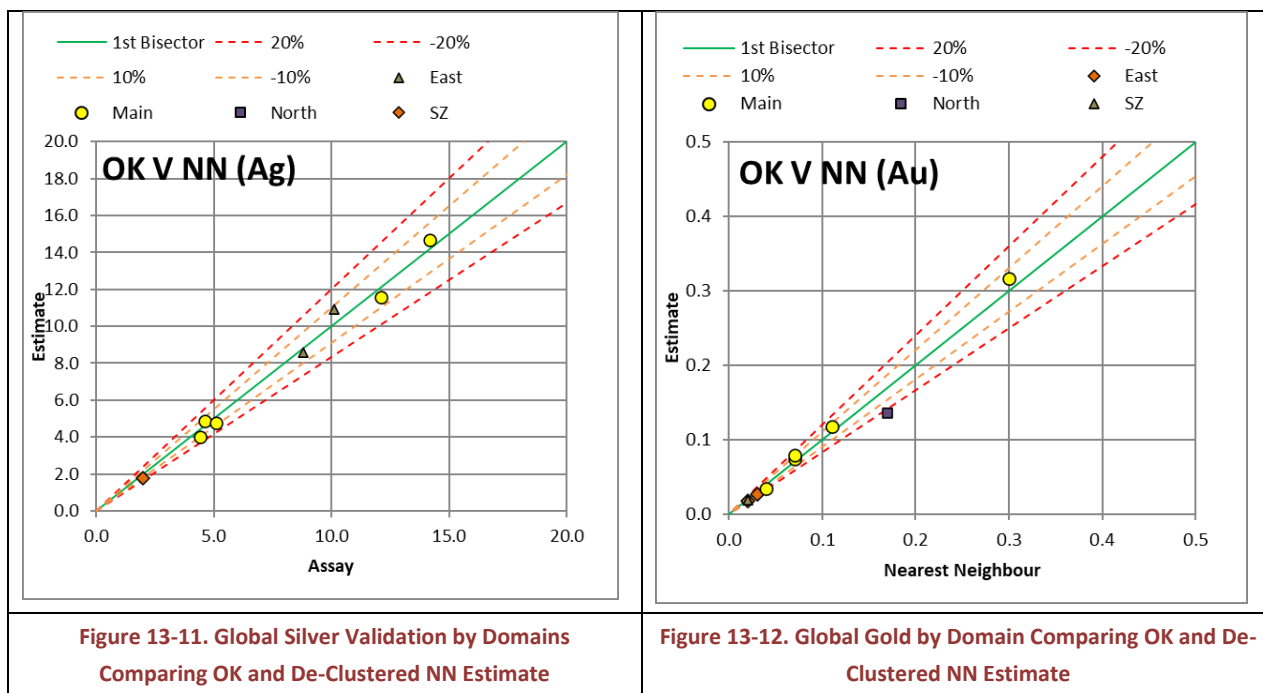 1st Bisector 20% -20%
10% -10% East
Main North SZ
OK V NN (Ag)
20.0
18.0
16.0
14.0
12.0
10.0
8.0
6.0
4.0
2.0
0.0
Estimate
0.0 5.0 10.0 15.0 20.0
Assay
Figure 13-11. Global Silver Validation by Domains
Comparing OK and De-Clustered NN Estimate
1st Bisector 20% -20%
10% -10% East
Main North SZ
OK V NN (Au)
0.5
0.4
0.3
0.2
0.1
0.0
Estimate
0.0 0.1 0.2 0.3 0.4 0.5
Nearest Neighbour
Figure 13-12. Global Gold by Domain Comparing OK and De-
Clustered NN Estimate